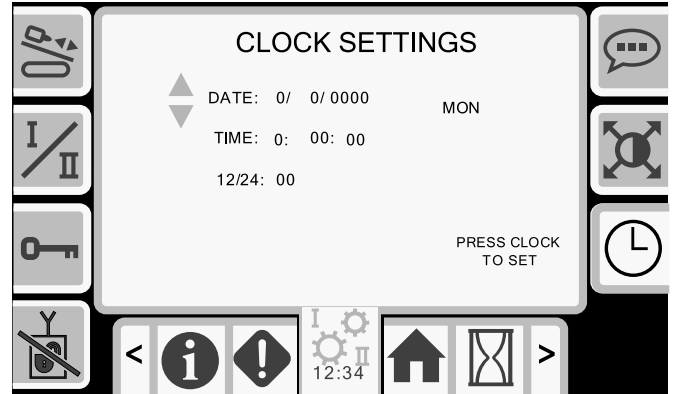 CLOCK SETTINGS
DATE: 0/ 0/ 0000
MON
TIME: 0: 00: 00
12/24: 00
PRESS CLOCK
TO SET
I
II
Y
I
II
12:34
< i ! >